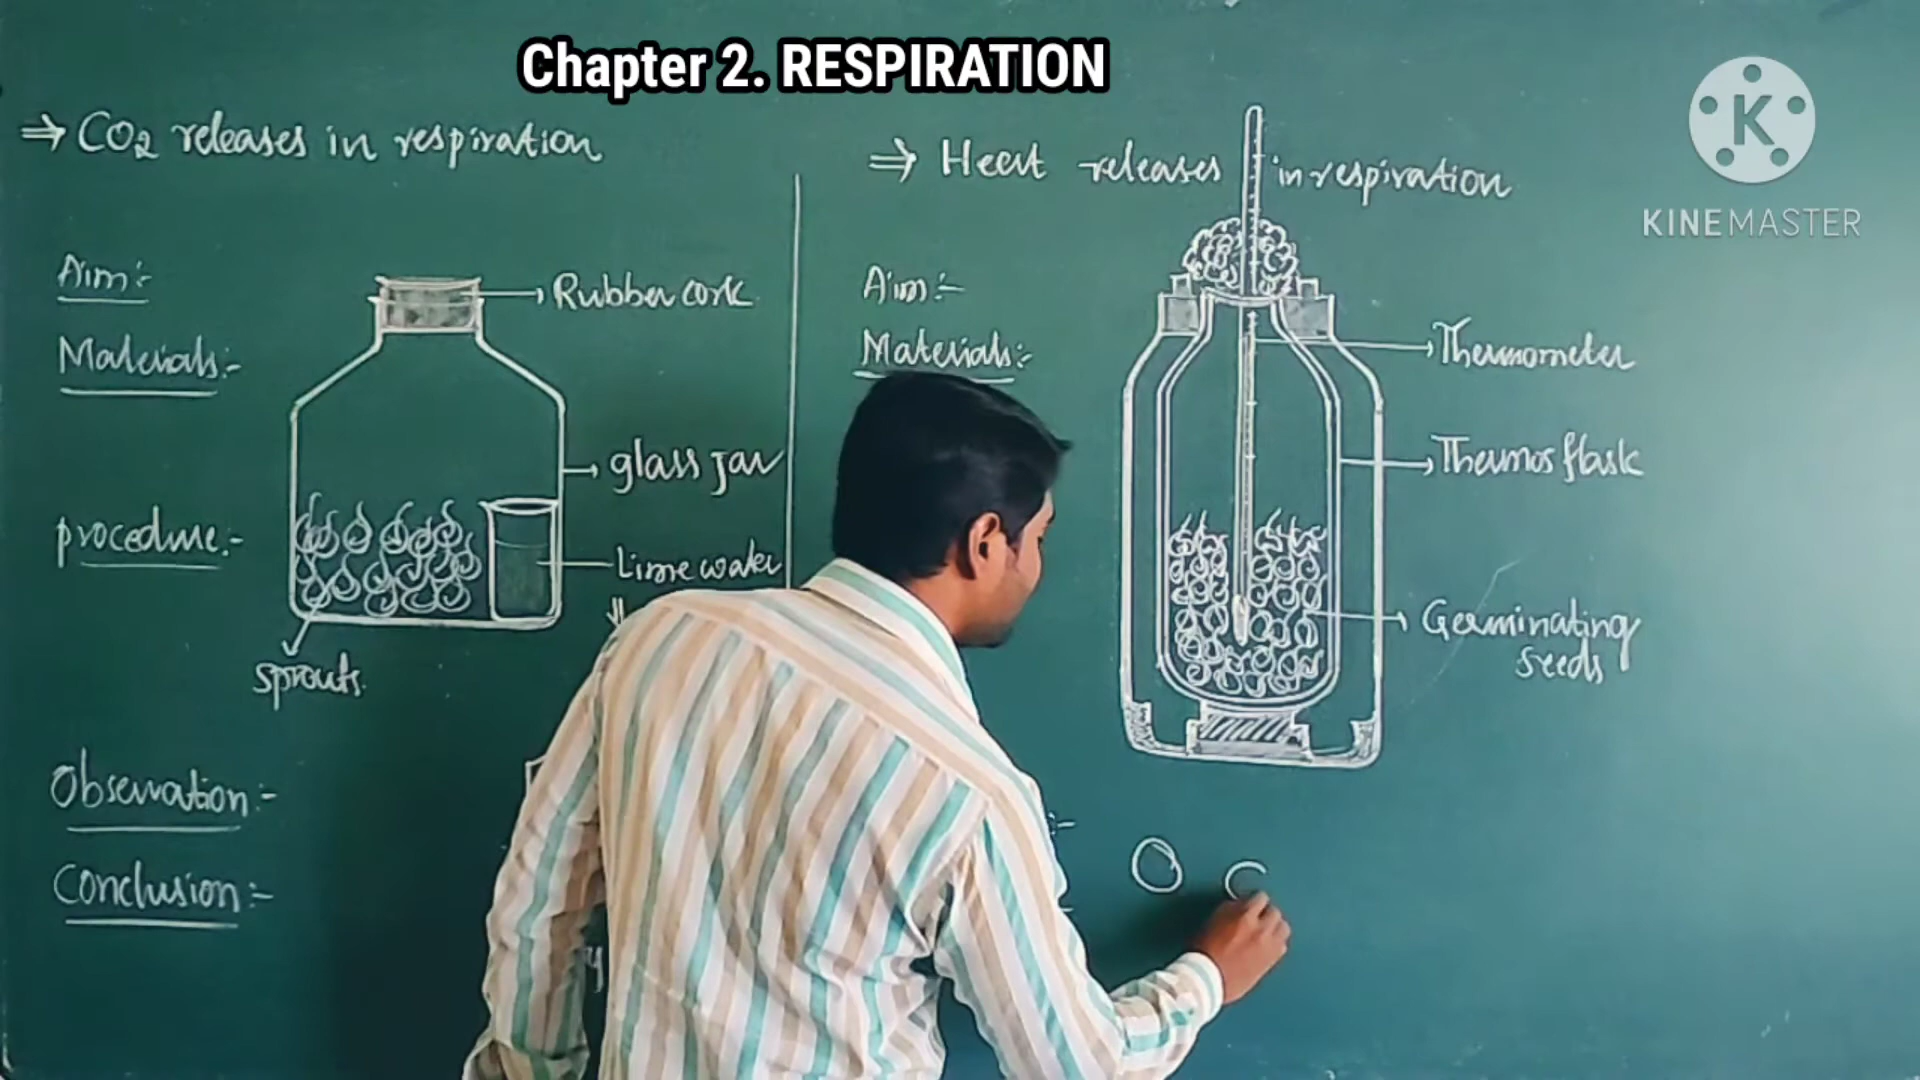 Chapter 2. RESPIRATION
K
KINEMASTER
⇒ CO2 releases in respiration
Aim:-
Rubber cork
Materials:-
glass jar
procedure:-
Lime water
sprouts.
Observation:-
Conclusion:-
⇒ Heat releases in respiration
Aim:-
Materials:-
Thermometer
Thermos flask
Germinating
seeds